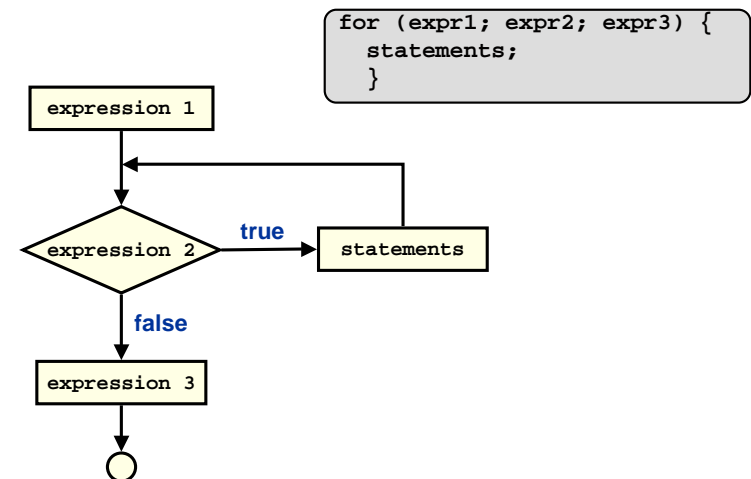 for (expr1; expr2; expr3) {
statements;
}
expression 1
expression 2
true
statements
false
expression 3